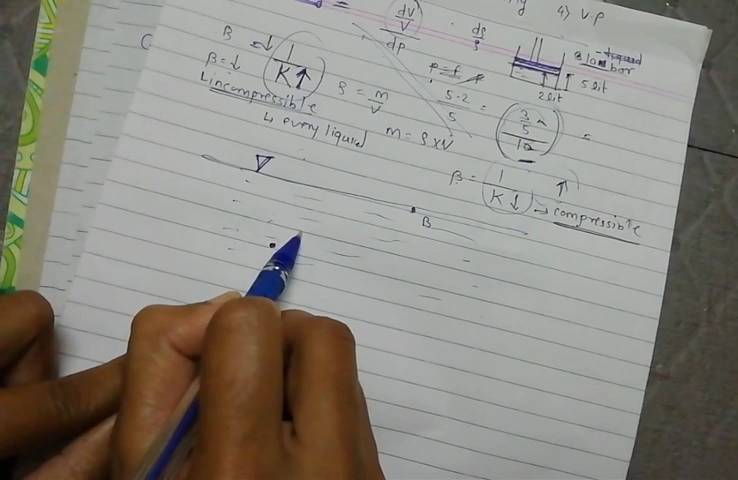 4) V.P
dV
V
dp
dρ
ρ
10 bar
5 lit
2 lit
β ↓
1
K ↑
β = ↓
incompressible
ρ = m
V
5-2
5
=
3
5
10
=
↳ every liquid
m = ρ×V
β = 1
K ↓
↑
→ compressible
B